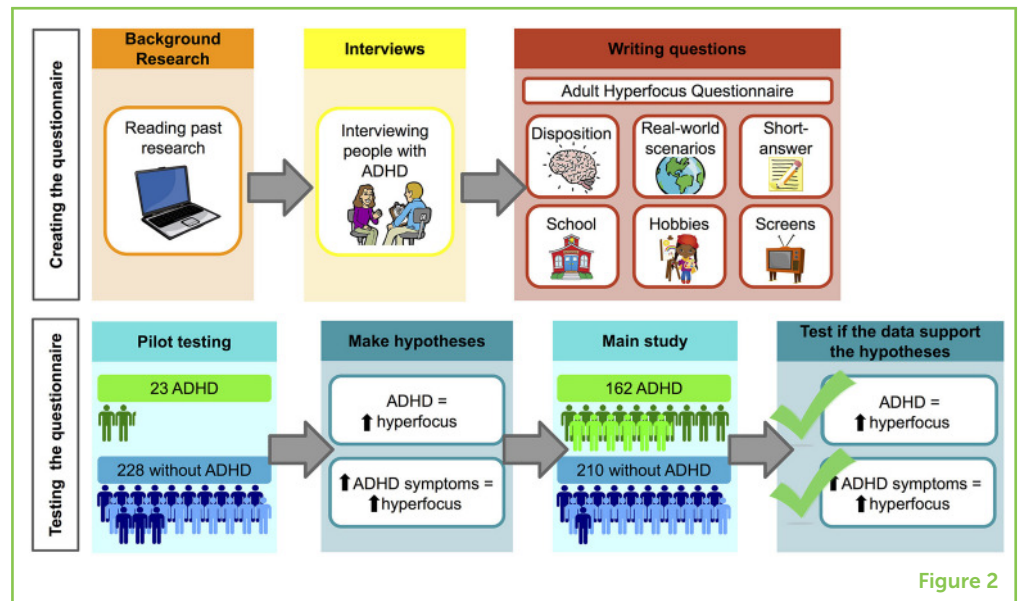 Creating the questionnaire
Background
Research
Reading past
research
Interviews
Interviewing
people with
ADHD
Writing questions
Adult Hyperfocus Questionnaire
Disposition
Real-world
scenarios
Short-
answer
School
Hobbies
Screens
Testing the questionnaire
Pilot testing
23 ADHD
228 without ADHD
Make hypotheses
ADHD =
⬆ hyperfocus
⬆ADHD symptoms =
⬆hyperfocus
Main study
162 ADHD
210 without ADHD
Test if the data support
the hypotheses
ADHD =
⬆ hyperfocus
⬆ADHD symptoms =
⬆hyperfocus
Figure 2